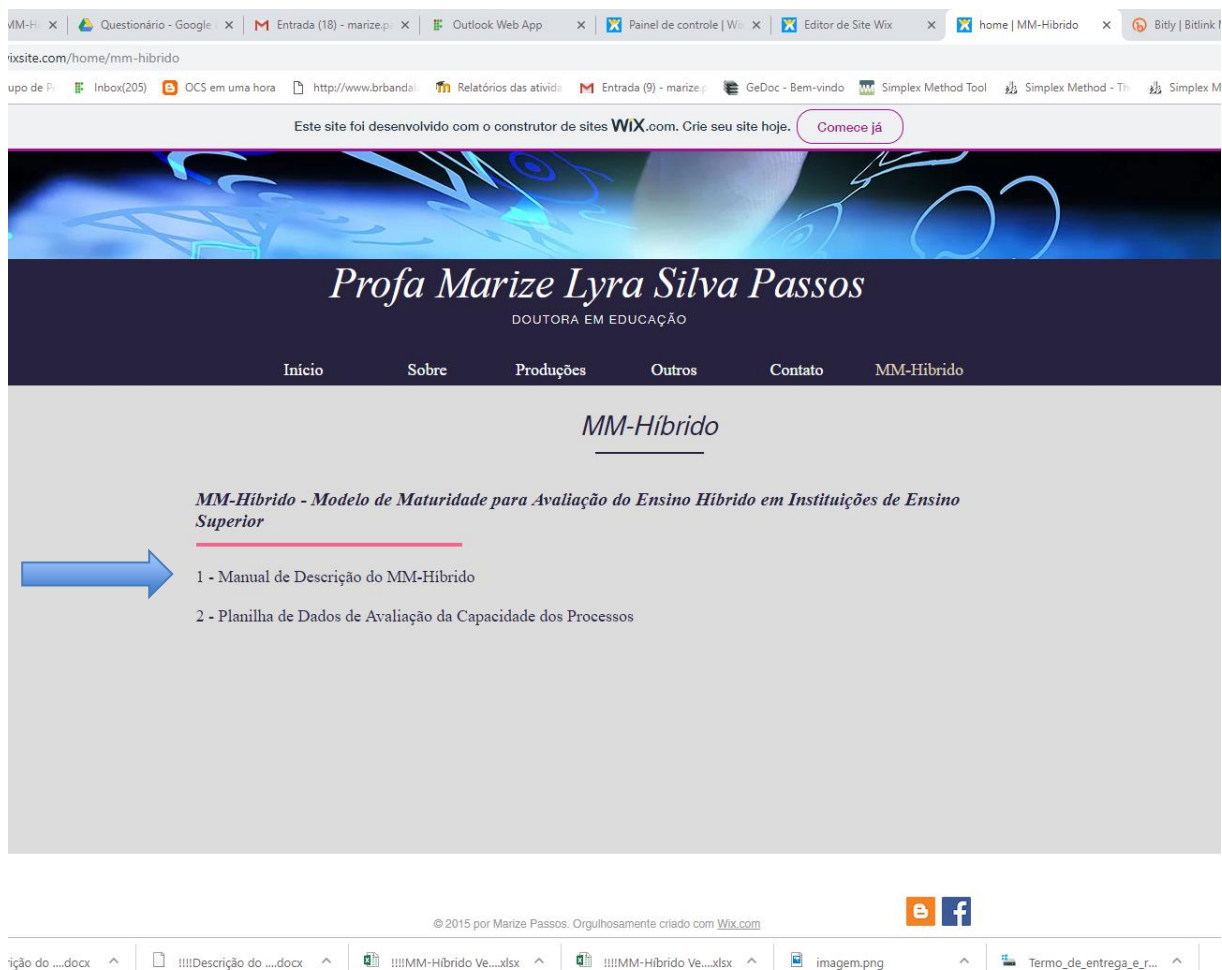 MM-H
Questionário - Google
Entrada (18) - marize.p
Outlook Web App
Painel de controle | Wi
Editor de Site Wix
home | MM-Hibrido
Bitly | Bitlink
vixsite.com/home/mm-hibrido
upo de P
Inbox(205)
OCS em uma hora
http://www.brbanda
Relatórios das ativida
Entrada (9) - marize.p
GeDoc - Bem-vindo
Simplex Method Tool
Simplex Method - Th
Simplex M
Este site foi desenvolvido com o construtor de sites WiX.com. Crie seu site hoje. Comece já
Profa Marize Lyra Silva Passos
DOUTORA EM EDUCAÇÃO
Inicio Sobre Produções Outros Contato MM-Hibrido
MM-Híbrido
MM-Híbrido - Modelo de Maturidade para Avaliação do Ensino Híbrido em Instituições de Ensino
Superior
1 - Manual de Descrição do MM-Hibrido
2 - Planilha de Dados de Avaliação da Capacidade dos Processos
© 2015 por Marize Passos. Orgulhosamente criado com Wix.com
rição do ....docx
!!!!Descrição do ....docx
!!!!MM-Híbrido Ve....xlsx
!!!!MM-Híbrido Ve....xlsx
imagem.png
Termo_de_entrega_e_r...